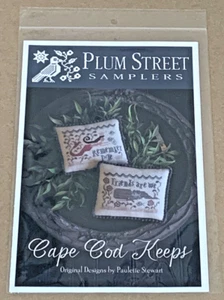 PLUM STREET
SAMPLERS
Cape Cod Keeps
Original Designs by Paulette Stewart